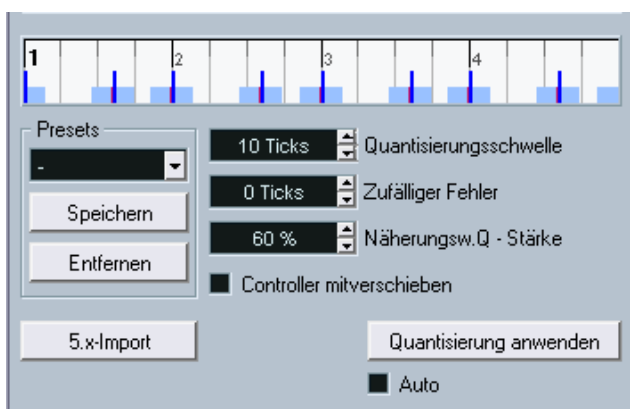 1 2 3 4
Presets
-
Speichern
Entfernen
10 Ticks Quantisierungsschwelle
0 Ticks Zufälliger Fehler
60 % Näherungsw.Q - Stärke
Controller mitverschieben
5.x-Import
Quantisierung anwenden
Auto